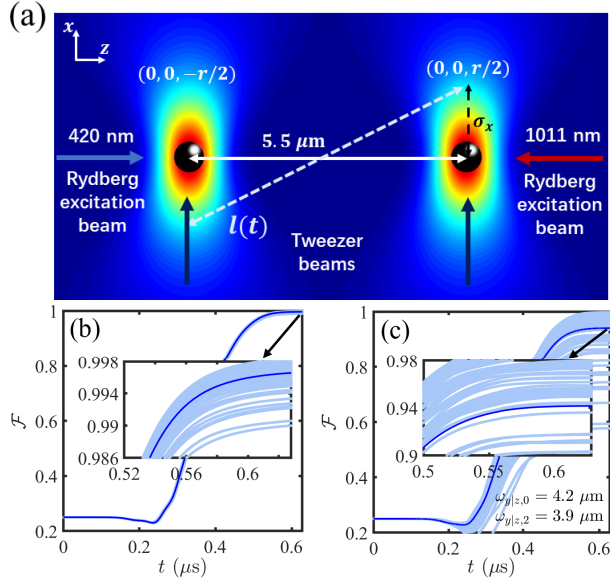 (a)
x
z
(0, 0, −r/2)
(0, 0, r/2)
σx
420 nm
5.5 μm
1011 nm
Rydberg
excitation
beam
Rydberg
excitation
beam
l(t)
Tweezer
beams
(b)
1
0.8
0.6
0.4
0.2
F
0.998
0.994
0.99
0.986
0.52
0.56
0.6
0
0.2
0.4
0.6
t (μs)
(c)
1
0.8
0.6
0.4
0.2
F
0.98
0.94
0.9
0.5
0.55
0.6
ωy|z,0 = 4.2 μm
ωy|z,2 = 3.9 μm
0
0.2
0.4
0.6
t (μs)